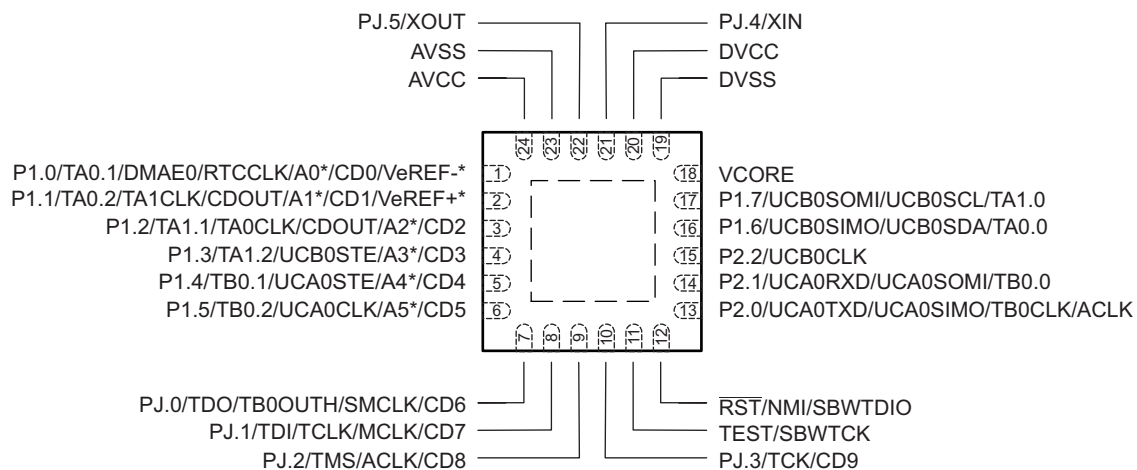 PJ.5/XOUT
PJ.4/XIN
AVSS
DVCC
AVCC
DVSS
24
23
22
21
20
19
P1.0/TA0.1/DMAE0/RTCCLK/A0*/CD0/VeREF-*
1
18
VCORE
P1.1/TA0.2/TA1CLK/CDOUT/A1*/CD1/VeREF+*
2
17
P1.7/UCB0SOMI/UCB0SCL/TA1.0
P1.2/TA1.1/TA0CLK/CDOUT/A2*/CD2
3
16
P1.6/UCB0SIMO/UCB0SDA/TA0.0
P1.3/TA1.2/UCB0STE/A3*/CD3
4
15
P2.2/UCB0CLK
P1.4/TB0.1/UCA0STE/A4*/CD4
5
14
P2.1/UCA0RXD/UCA0SOMI/TB0.0
P1.5/TB0.2/UCA0CLK/A5*/CD5
6
13
P2.0/UCA0TXD/UCA0SIMO/TB0CLK/ACLK
7
8
9
10
11
12
PJ.0/TDO/TB0OUTH/SMCLK/CD6
RST/NMI/SBWTDIO
PJ.1/TDI/TCLK/MCLK/CD7
TEST/SBWTCK
PJ.2/TMS/ACLK/CD8
PJ.3/TCK/CD9